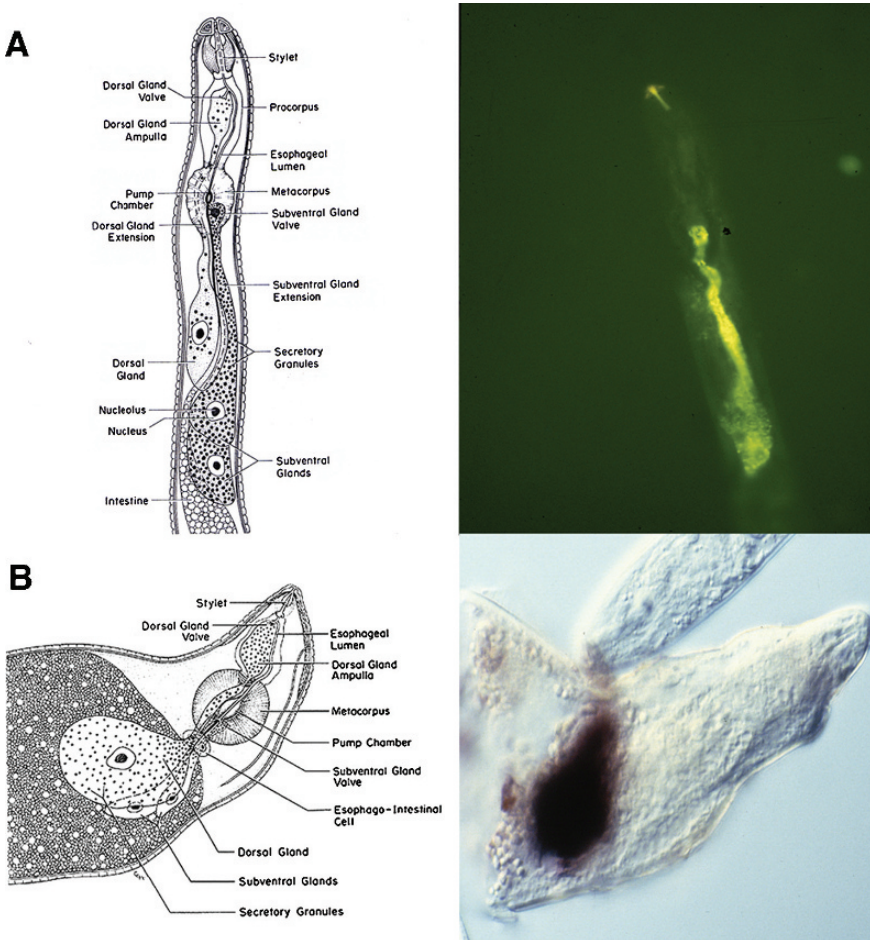 A
Stylet
Dorsal Gland
Valve
Procorpus
Dorsal Gland
Ampulla
Esophageal
Lumen
Pump
Chamber
Metacorpus
Dorsal Gland
Extension
Subventral Gland
Valve
Subventral Gland
Extension
Dorsal
Gland
Secretory
Granules
Nucleolus
Nucleus
Subventral
Glands
Intestine
B
Stylet
Dorsal Gland
Valve
Esophageal
Lumen
Dorsal Gland
Ampulla
Metacorpus
Pump Chamber
Subventral Gland
Valve
Esophago-Intestinal
Cell
Dorsal Gland
Subventral Glands
Secretory Granules